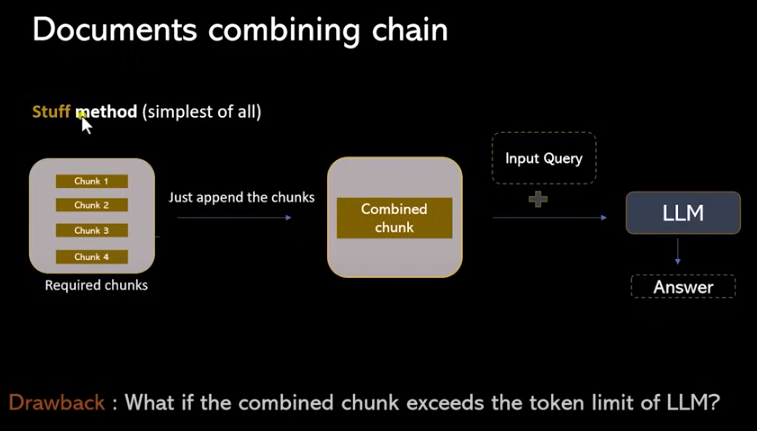 Documents combining chain
Stuff method (simplest of all)
Input Query
Chunk 1
Chunk 2
Chunk 3
Chunk 4
Just append the chunks
Combined
chunk
LLM
Required chunks
Answer
Drawback : What if the combined chunk exceeds the token limit of LLM?